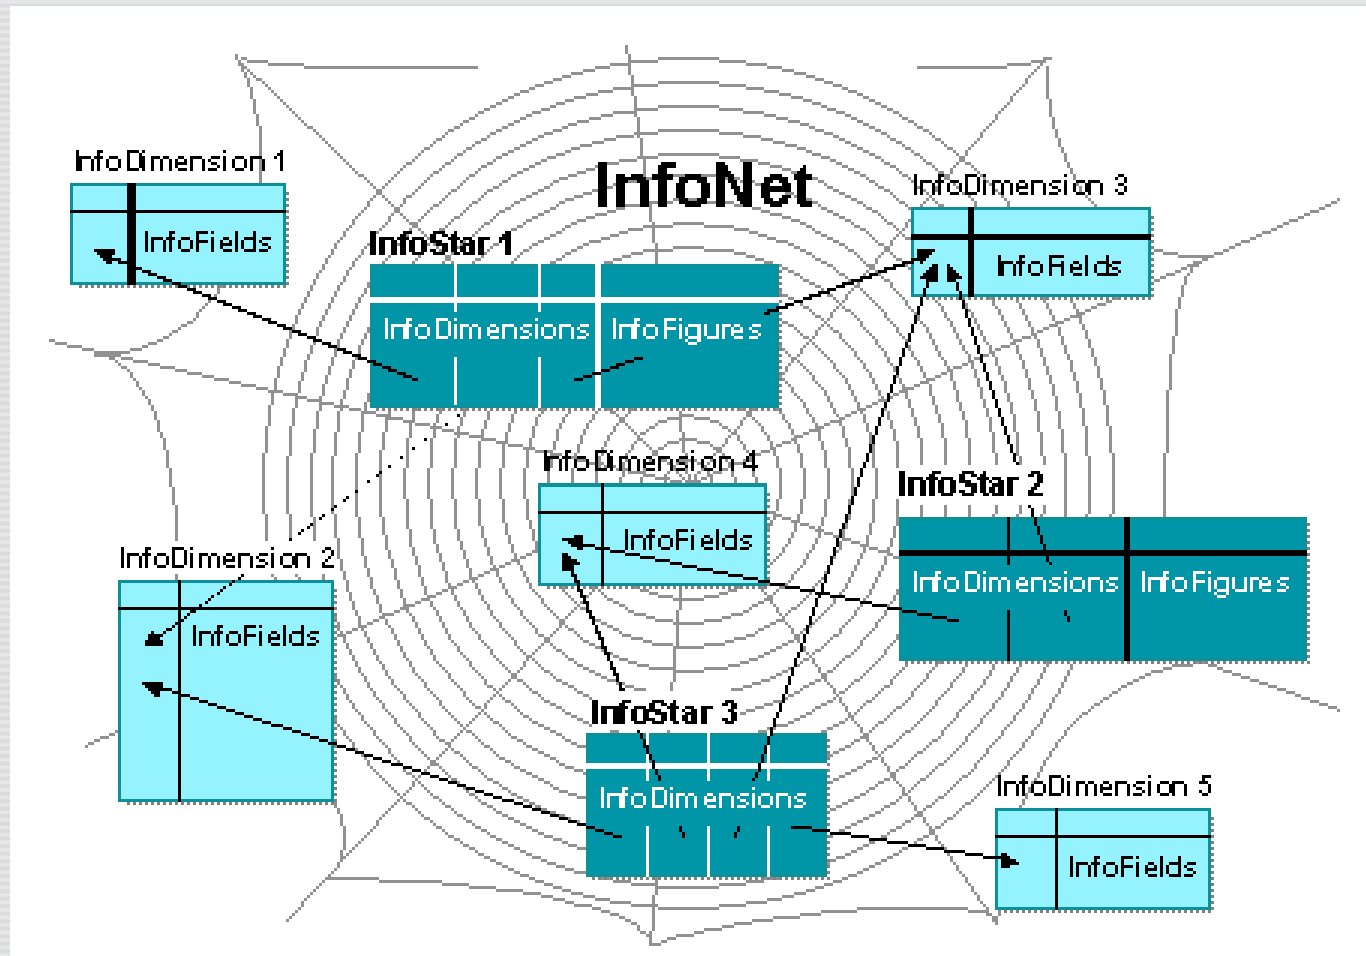 InfoNet
InfoDimension 1
InfoFields
InfoDimension 3
InfoFields
InfoStar 1
InfoDimensions InfoFigures
InfoDimension 4
InfoFields
InfoStar 2
InfoDimensions InfoFigures
InfoDimension 2
InfoFields
InfoStar 3
InfoDimensions
InfoDimension 5
InfoFields